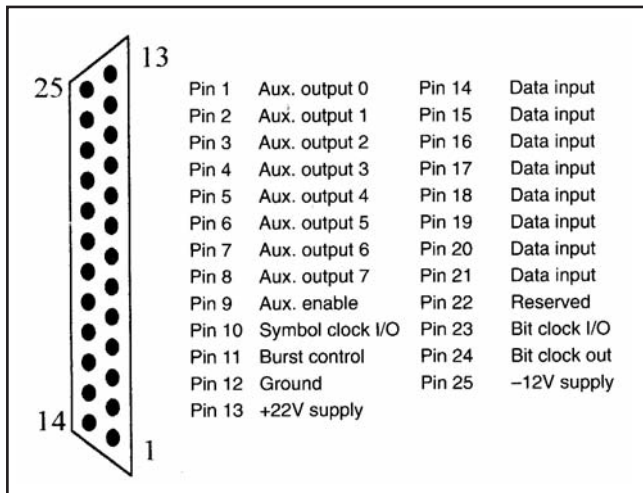 13
25
Pin 1 Aux. output 0 Pin 14 Data input
Pin 2 Aux. output 1 Pin 15 Data input
Pin 3 Aux. output 2 Pin 16 Data input
Pin 4 Aux. output 3 Pin 17 Data input
Pin 5 Aux. output 4 Pin 18 Data input
Pin 6 Aux. output 5 Pin 19 Data input
Pin 7 Aux. output 6 Pin 20 Data input
Pin 8 Aux. output 7 Pin 21 Data input
Pin 9 Aux. enable Pin 22 Reserved
Pin 10 Symbol clock I/O Pin 23 Bit clock I/O
Pin 11 Burst control Pin 24 Bit clock out
Pin 12 Ground Pin 25 –12V supply
Pin 13 +22V supply
14
1